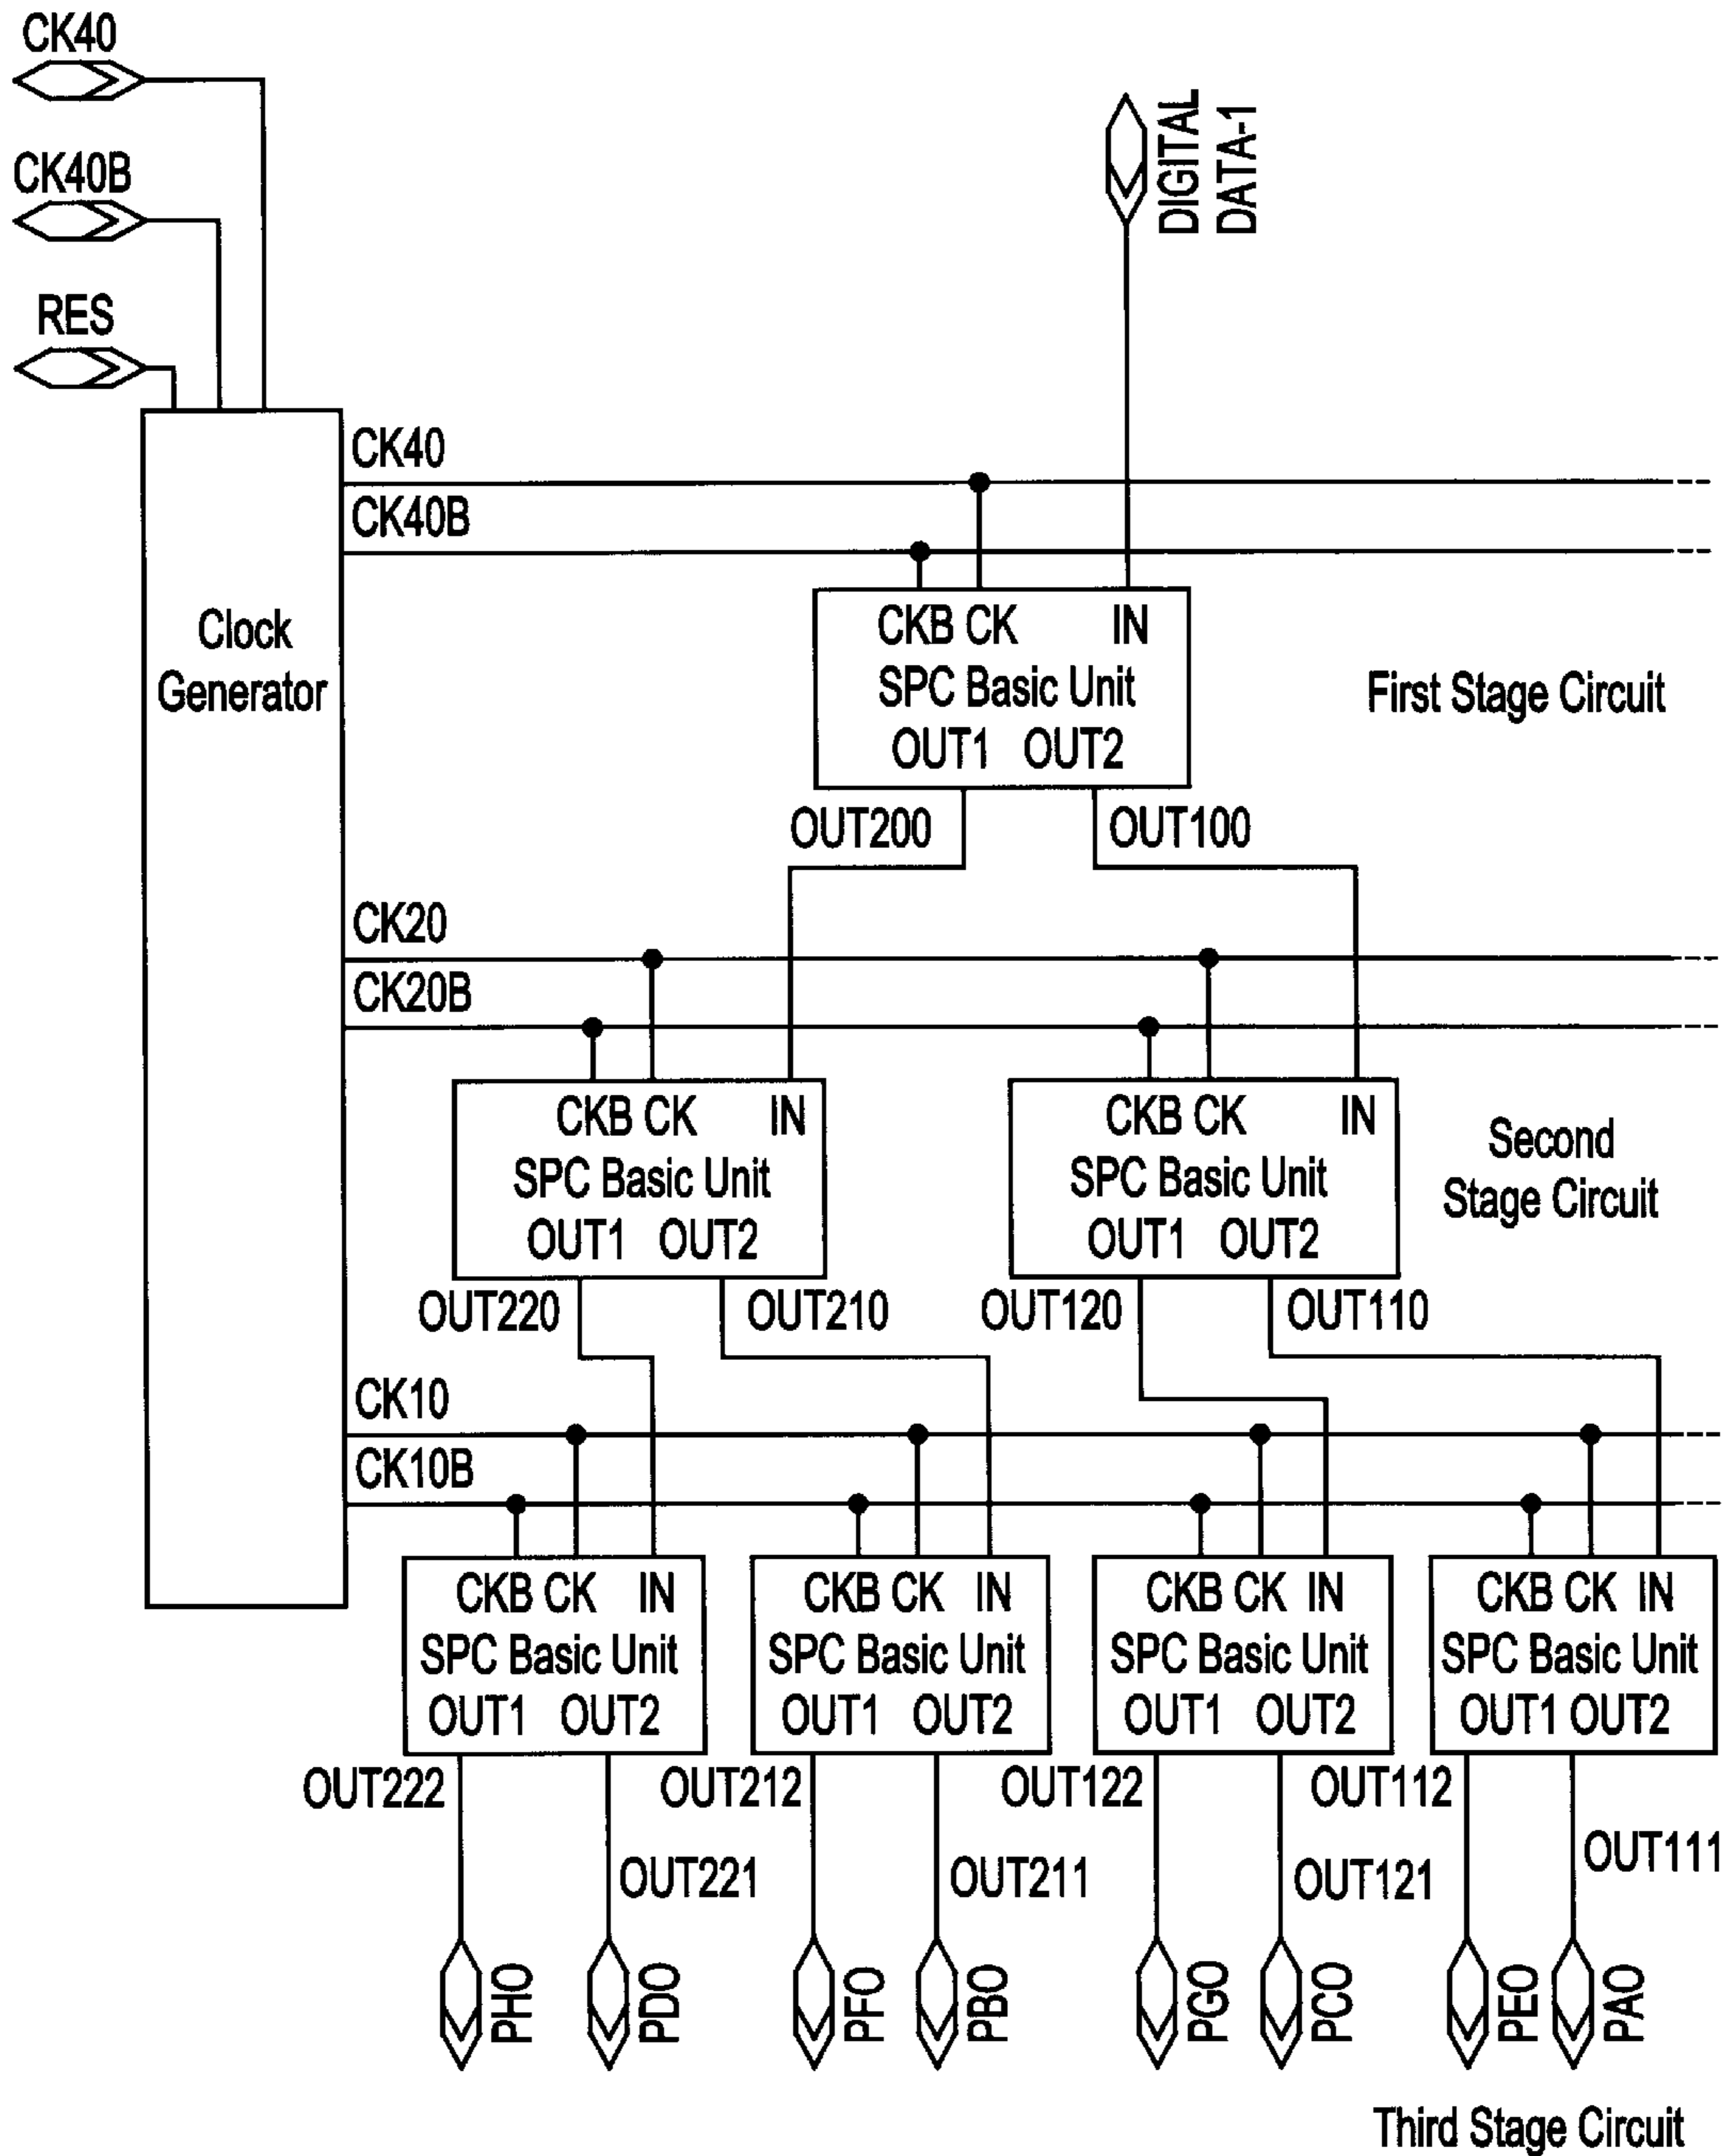 CK40
CK40B
RES
DIGITAL
DATA-1
CK40
CK40B
Clock
Generator
CKB CK IN
SPC Basic Unit
OUT1 OUT2
First Stage Circuit
OUT200
OUT100
CK20
CK20B
CKB CK IN
SPC Basic Unit
OUT1 OUT2
CKB CK IN
SPC Basic Unit
OUT1 OUT2
Second
Stage Circuit
OUT220
OUT210
OUT120
OUT110
CK10
CK10B
CKB CK IN
SPC Basic Unit
OUT1 OUT2
CKB CK IN
SPC Basic Unit
OUT1 OUT2
CKB CK IN
SPC Basic Unit
OUT1 OUT2
CKB CK IN
SPC Basic Unit
OUT1 OUT2
OUT222
OUT221
OUT212
OUT211
OUT122
OUT121
OUT112
OUT111
PHO
PDO
PFO
PBO
PGO
PCO
PEO
PAO
Third Stage Circuit